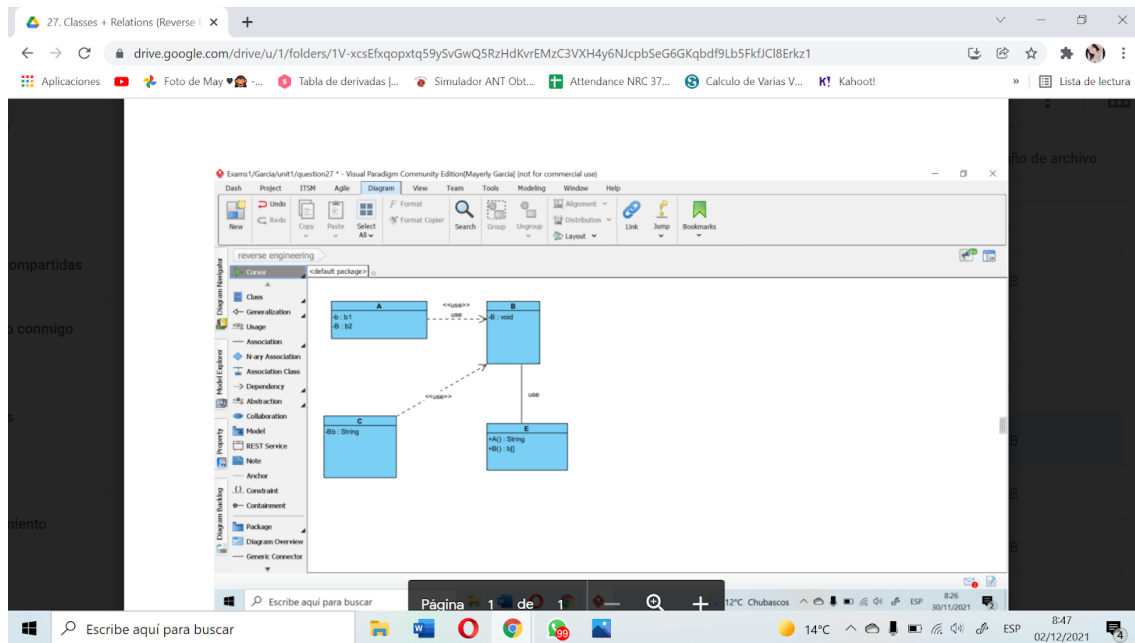 27. Classes + Relations (Reverse E
drive.google.com/drive/u/1/folders/1V-xcsEfxqopxtq59ySvGwQ5RzHdKvrEMzC3VXH4y6NJcpbSeG6GKqbdf9Lb5FkfJCl8Erkz1
Aplicaciones Foto de May ♥ -... Tabla de derivadas |... Simulador ANT Obt... Attendance NRC 37... Calculo de Varias V... K! Kahoot! » Lista de lectura
ño de archivo
ompartidas
o conmigo
miento
Exams1/Garcia/unit1/question27 * - Visual Paradigm Community Edition[Mayerly Garcia] (not for commercial use)
Dash Project ITSM Agile Diagram View Team Tools Modeling Window Help
New Undo Redo Copy Paste Select All Format Format Copier Search Group Ungroup Alignment Distribution Layout Link Jump Bookmarks
reverse engineering
Diagram Navigator
Model Explorer
Property
Diagram Backlog
Cursor
Class
Generalization
Usage
Association
N-ary Association
Association Class
Dependency
Abstraction
Collaboration
Model
REST Service
Note
Anchor
Constraint
Containment
Package
Diagram Overview
Generic Connector
<default package>
A
-b : b1
-B : b2
<<use>>
use
B
-B : void
<<use>>
use
C
-Bb : String
E
+A() : String
+B() : b[]
Escribe aquí para buscar
Página 1 de 1
12°C Chubascos ESP 8:26
30/11/2021
Escribe aquí para buscar
99
14°C ESP 8:47
02/12/2021
4